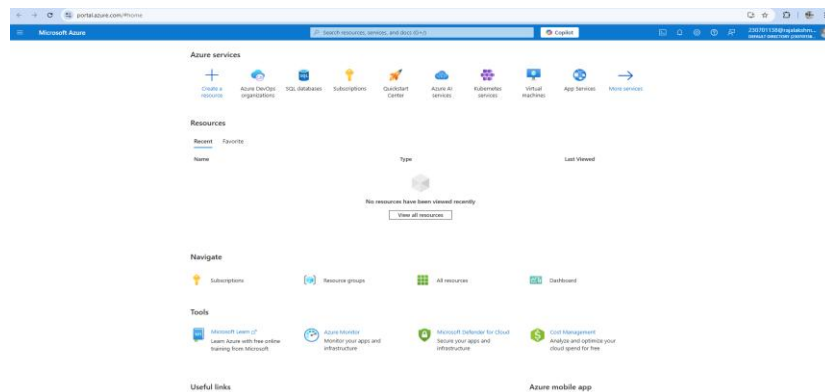 portal.azure.com/#home
Microsoft Azure
Search resources, services, and docs (G+/)
Copilot
230701138@rajalakshm...
Azure services
Create a resource
Azure DevOps organizations
SQL databases
Subscriptions
Quickstart Center
Azure AI services
Kubernetes services
Virtual machines
App Services
More services
Resources
Recent Favorite
Name Type Last Viewed
No resources have been viewed recently
View all resources
Navigate
Subscriptions Resource groups All resources Dashboard
Tools
Microsoft Learn
Learn Azure with free online
training from Microsoft
Azure Monitor
Monitor your apps and
infrastructure
Microsoft Defender for Cloud
Secure your apps and
infrastructure
Cost Management
Analyze and optimize your
cloud spend for free
Useful links Azure mobile app